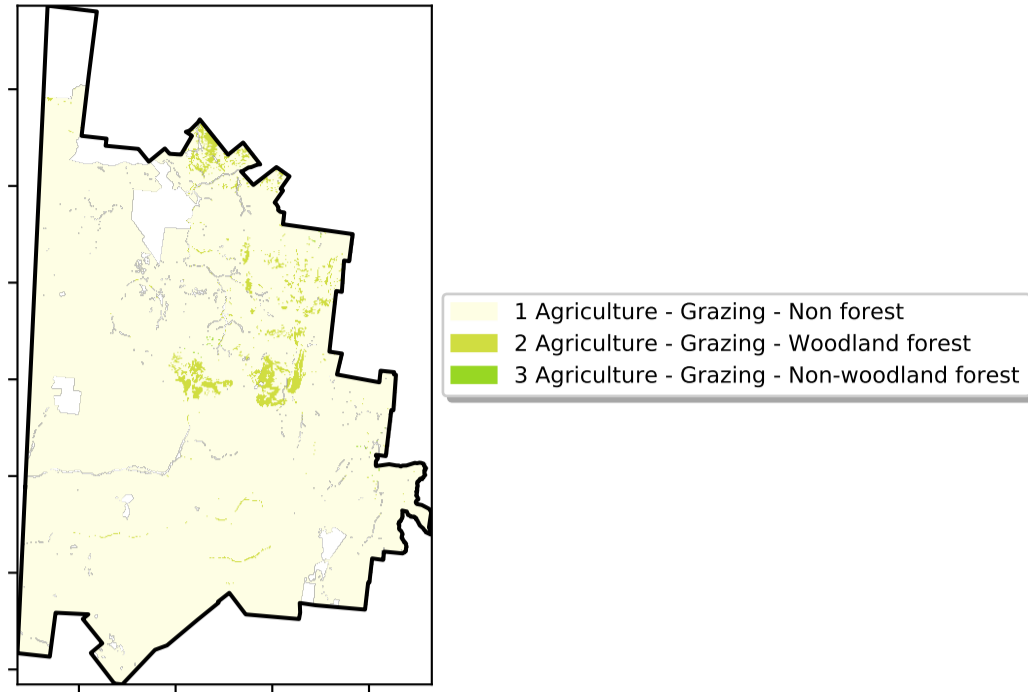 1 Agriculture - Grazing - Non forest
2 Agriculture - Grazing - Woodland forest
3 Agriculture - Grazing - Non-woodland forest